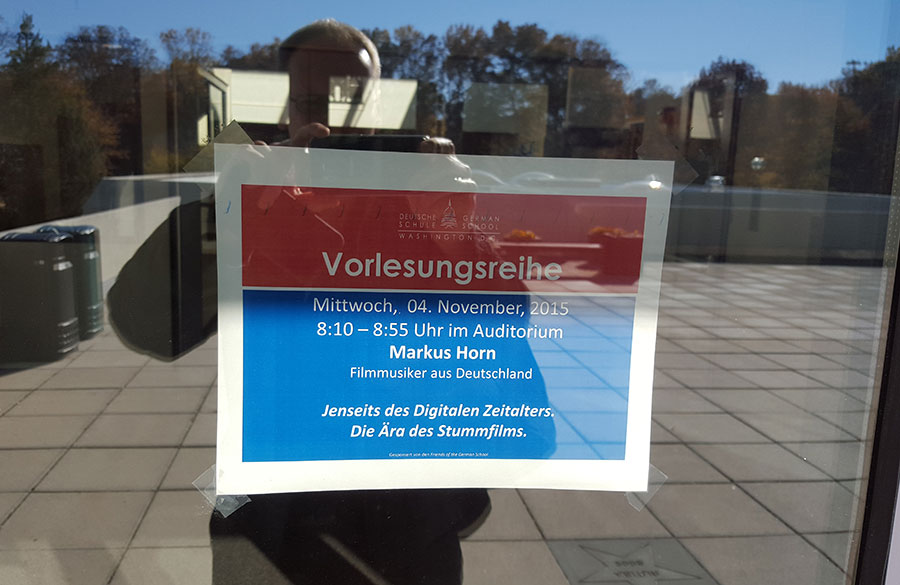 DEUTSCHE GERMAN
SCHULE SCHOOL
WASHINGTON D.C.
Vorlesungsreihe
Mittwoch, 04. November, 2015
8:10 – 8:55 Uhr im Auditorium
Markus Horn
Filmmusiker aus Deutschland
Jenseits des Digitalen Zeitalters.
Die Ära des Stummfilms.
Gesponsert von den Friends of the German School